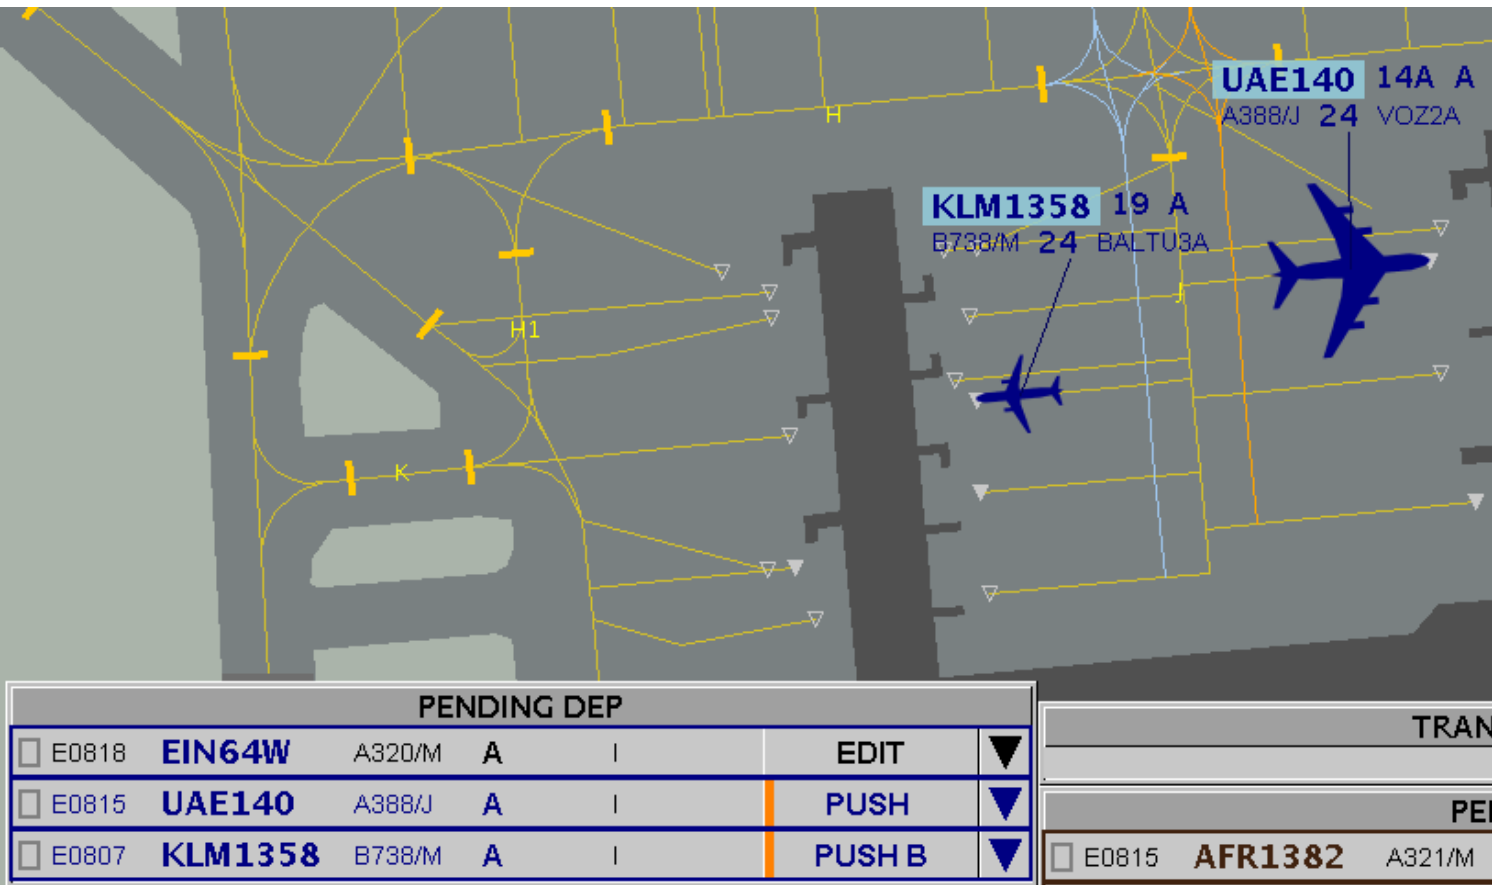 H
UAE140 14A A
A388/J 24 VOZ2A
KLM1358 19 A
B738/M 24 BALTU3A
J
H1
K
PENDING DEP
E0818 EIN64W A320/M A I EDIT
E0815 UAE140 A388/J A I PUSH
E0807 KLM1358 B738/M A I PUSH B
TRAN
PE
E0815 AFR1382 A321/M